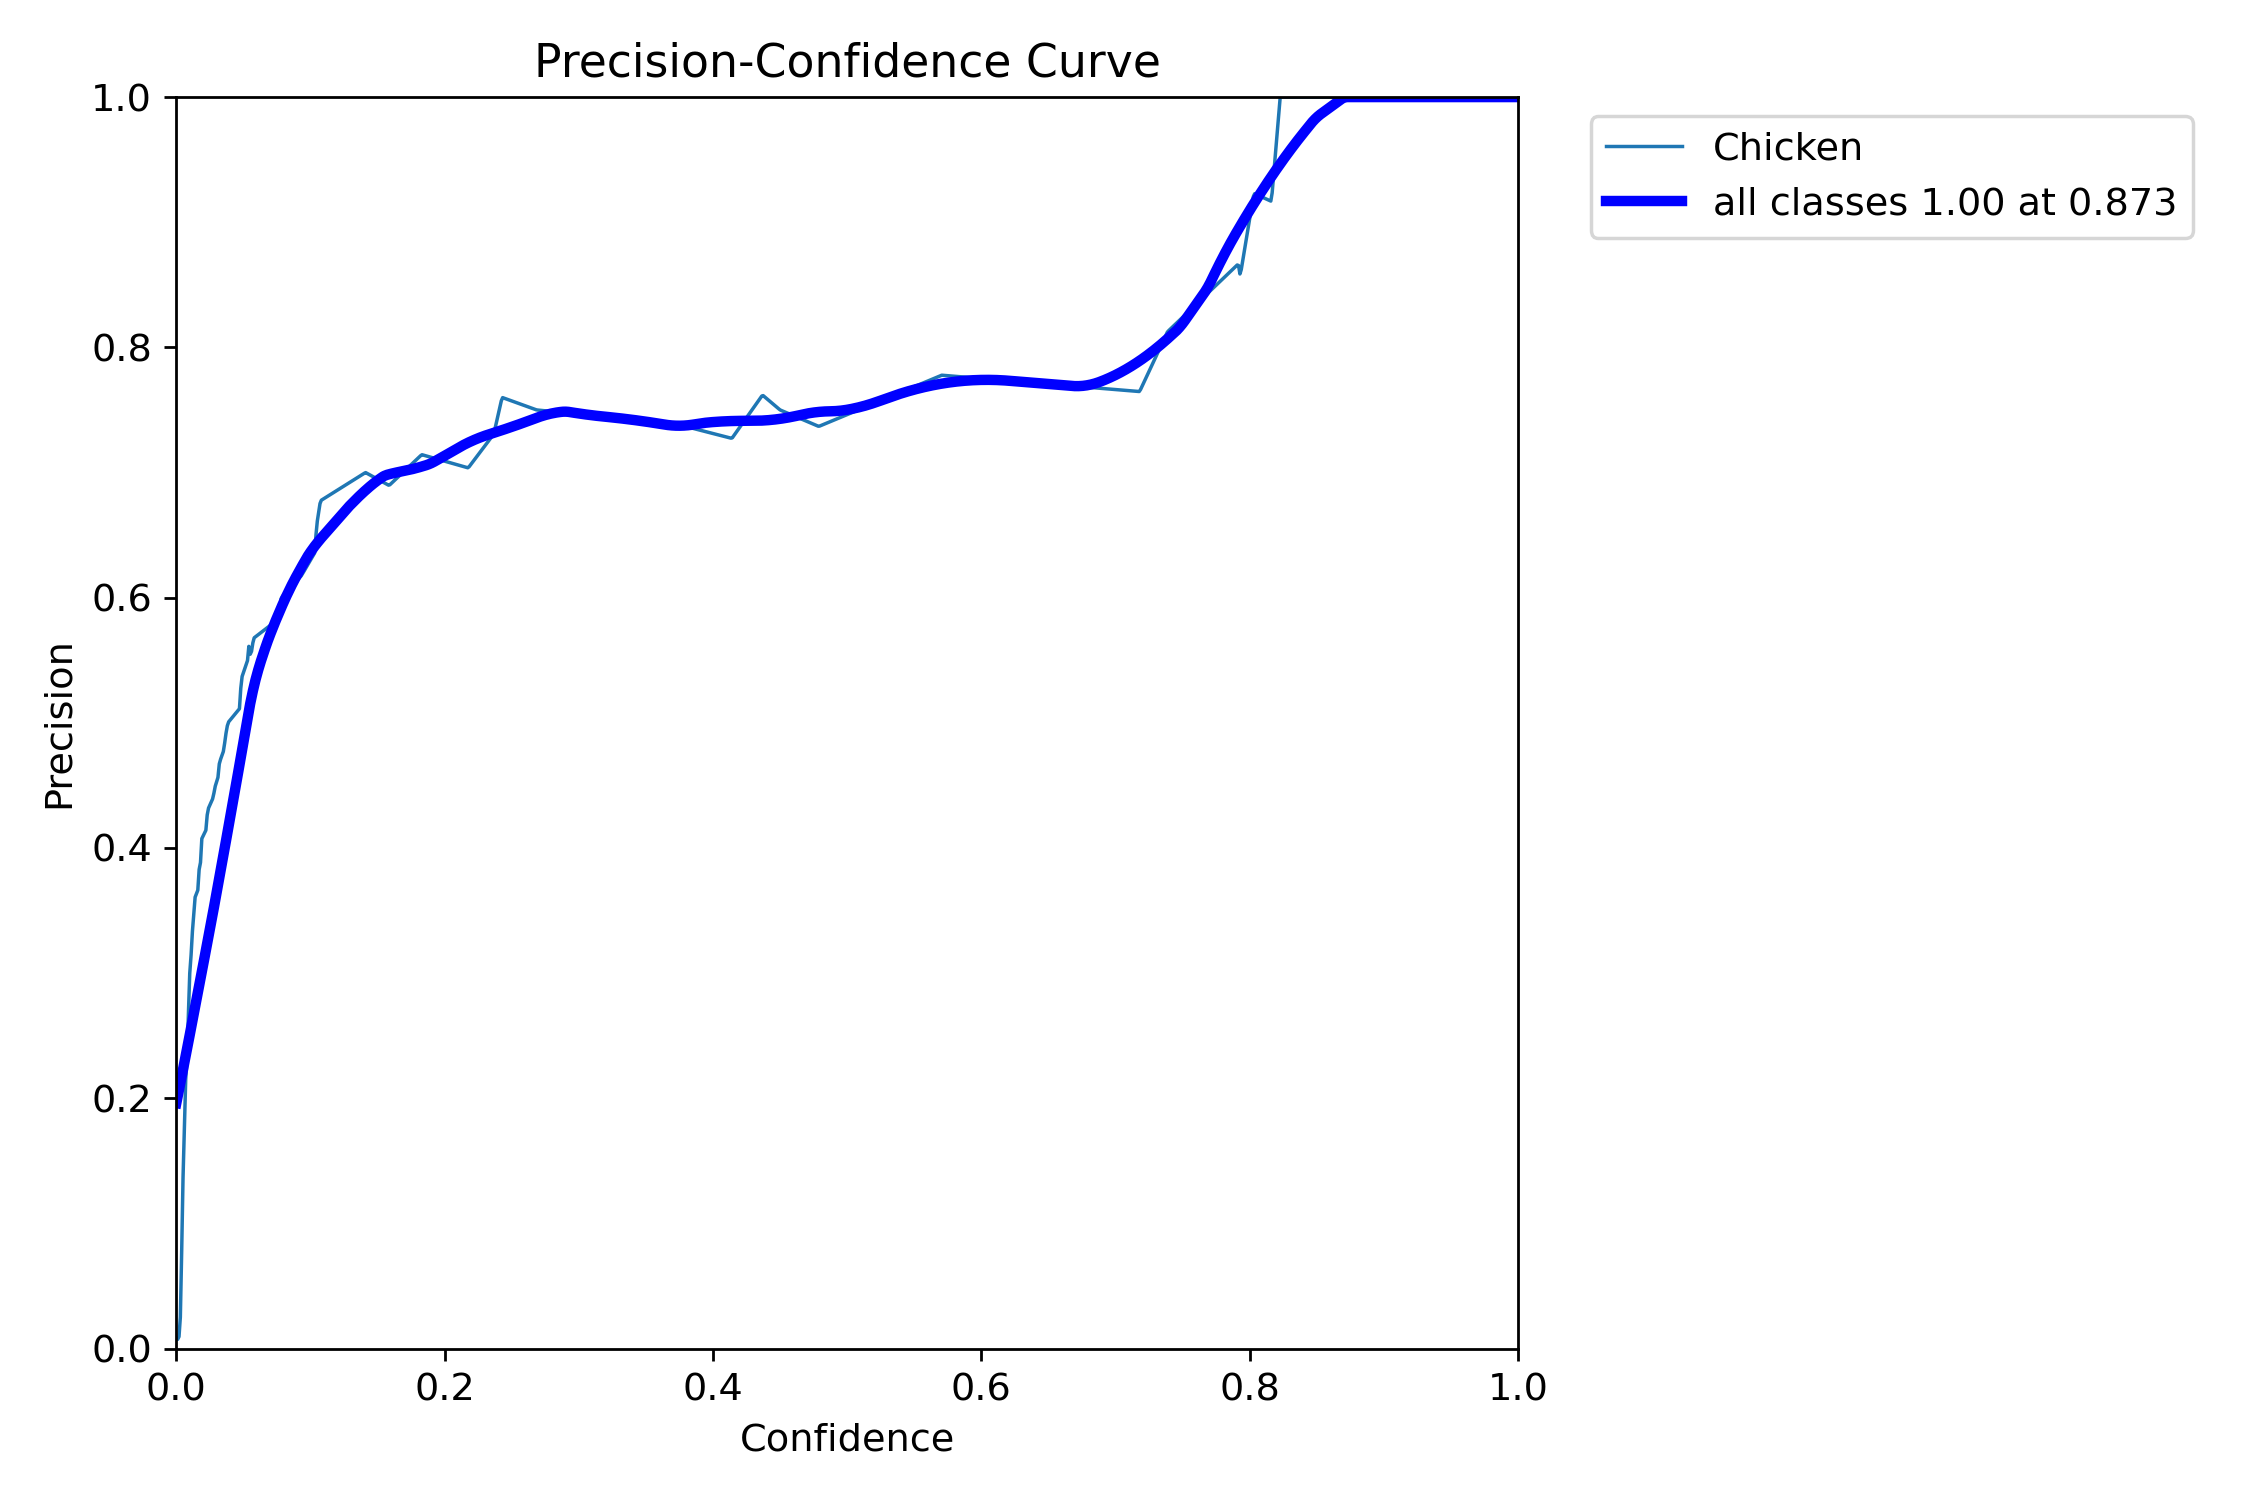 Precision-Confidence Curve
Chicken
all classes 1.00 at 0.873
Precision
1.0
0.8
0.6
0.4
0.2
0.0
0.0 0.2 0.4 0.6 0.8 1.0
Confidence